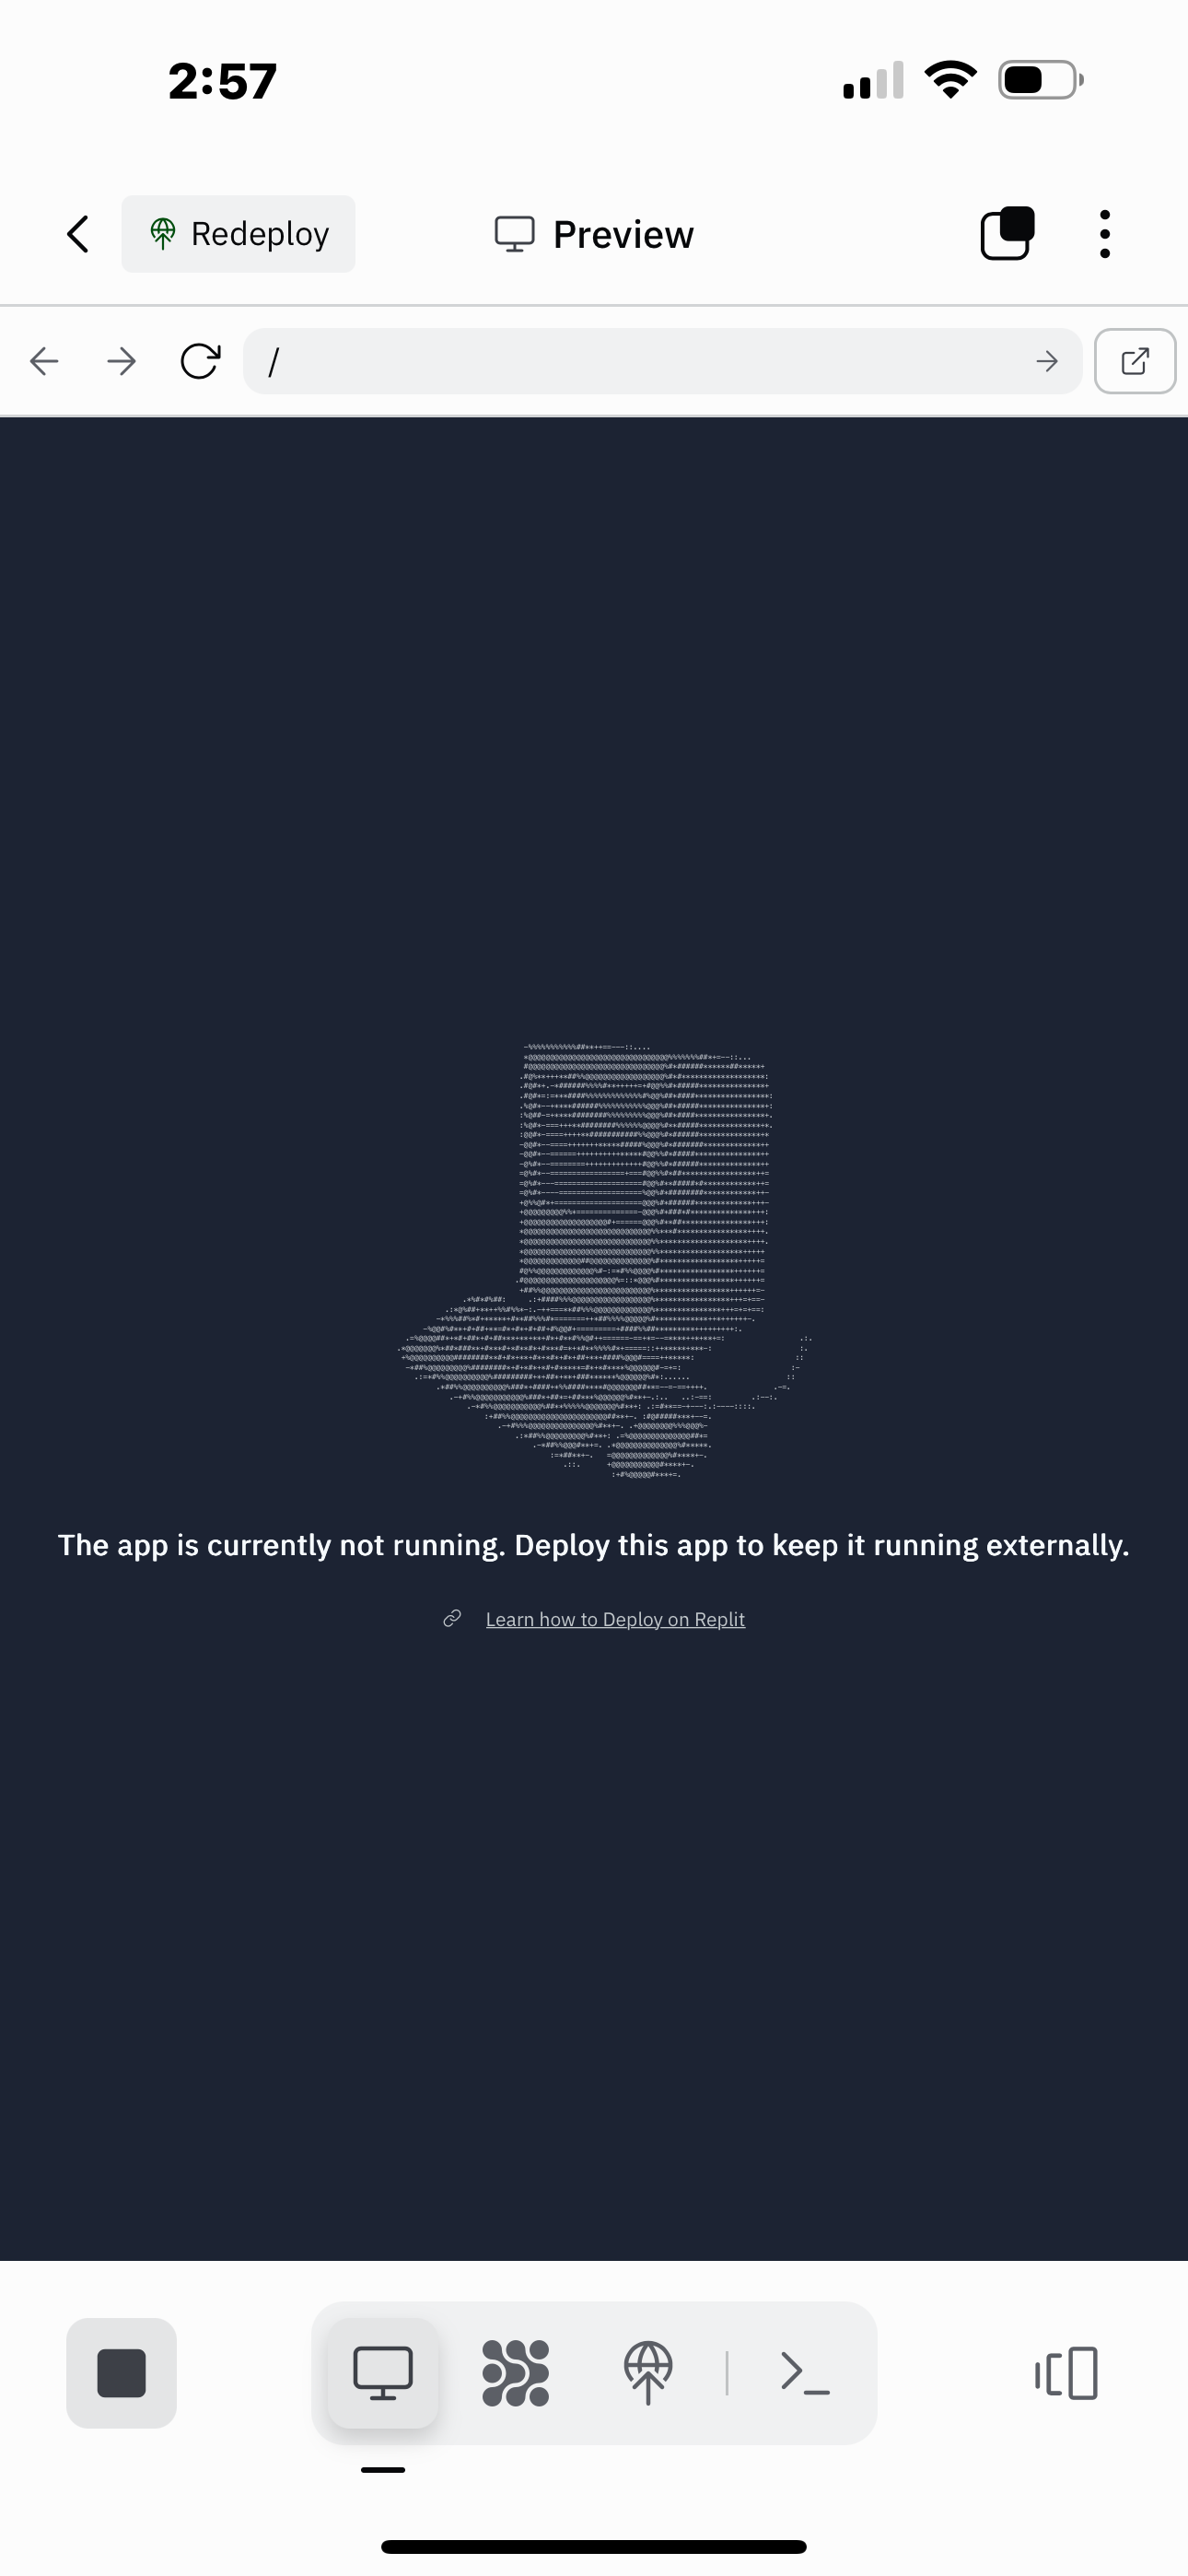 2:57
Redeploy
Preview
/
The app is currently not running. Deploy this app to keep it running externally.
Learn how to Deploy on Replit